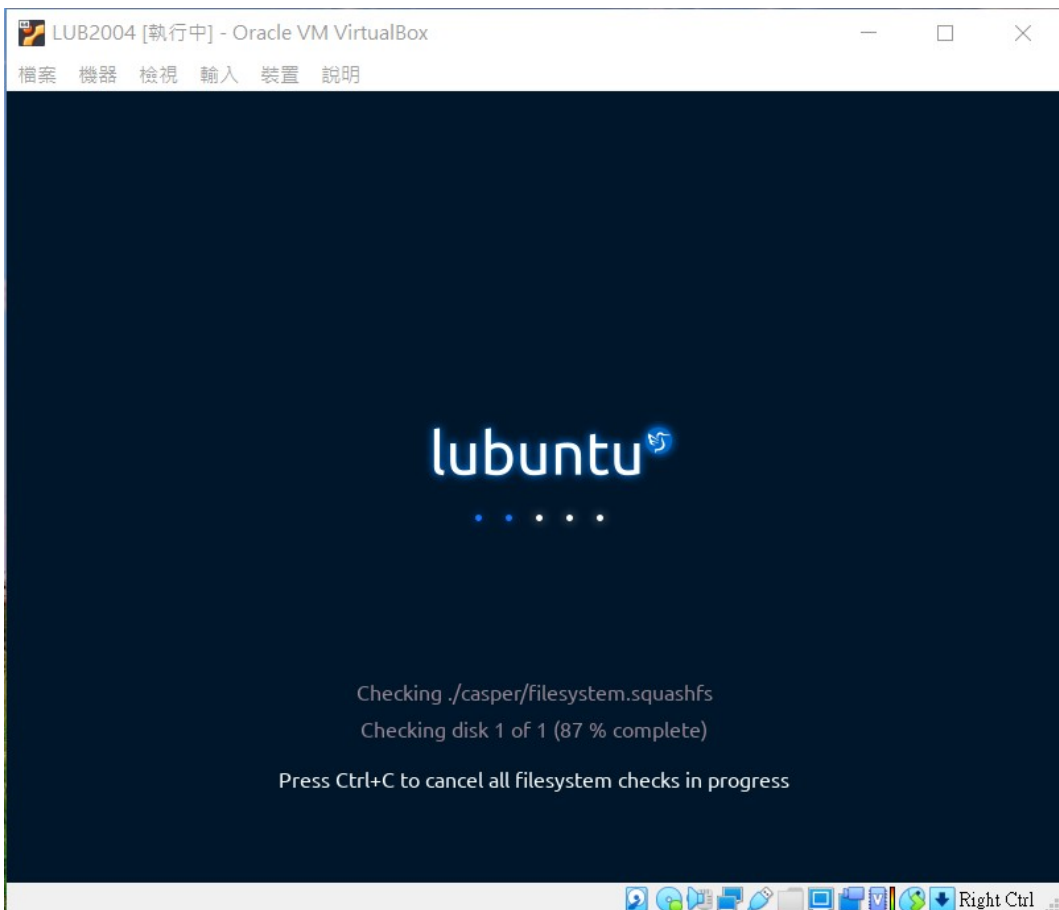 LUB2004 [執行中] - Oracle VM VirtualBox
檔案 機器 檢視 輸入 裝置 說明
lubuntu
Checking ./casper/filesystem.squashfs
Checking disk 1 of 1 (87 % complete)
Press Ctrl+C to cancel all filesystem checks in progress
Right Ctrl